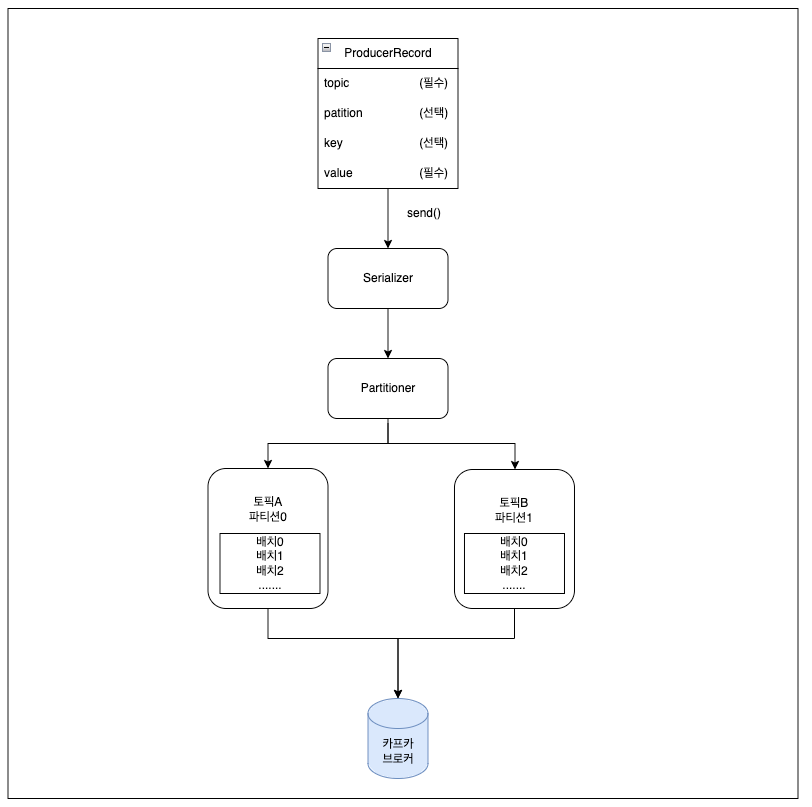 ProducerRecord
topic (필수)
patition (선택)
key (선택)
value (필수)
send()
Serializer
Partitioner
토픽A
파티션0
배치0
배치1
배치2
.......
토픽B
파티션1
배치0
배치1
배치2
.......
카프카
브로커